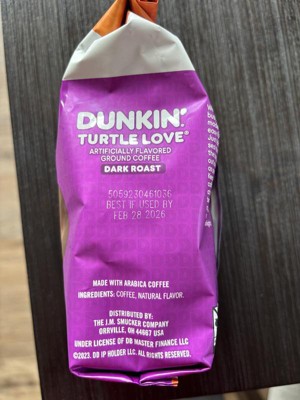 DUNKIN'
TURTLE LOVE®
ARTIFICIALLY FLAVORED
GROUND COFFEE
DARK ROAST
5059230461036
BEST IF USED BY
FEB 28 2026
MADE WITH ARABICA COFFEE
INGREDIENTS: COFFEE, NATURAL FLAVOR.
DISTRIBUTED BY:
THE J.M. SMUCKER COMPANY
ORRVILLE, OH 44667 USA
UNDER LICENSE OF DB MASTER FINANCE LLC
©2023. DD IP HOLDER LLC. ALL RIGHTS RESERVED.